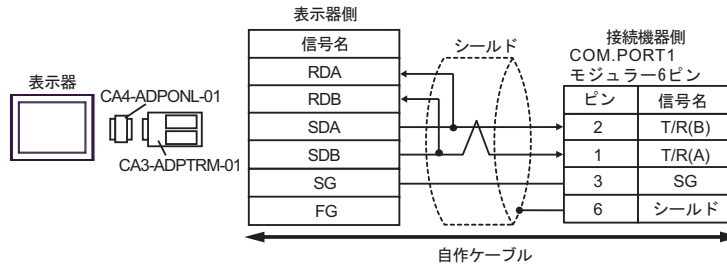 表示器側
信号名
RDA
RDB
SDA
SDB
SG
FG
シールド
接続機器側
COM.PORT1
モジュラー6ピン
ピン 信号名
2 T/R(B)
1 T/R(A)
3 SG
6 シールド
表示器
CA4-ADPONL-01
CA3-ADPTRM-01
自作ケーブル